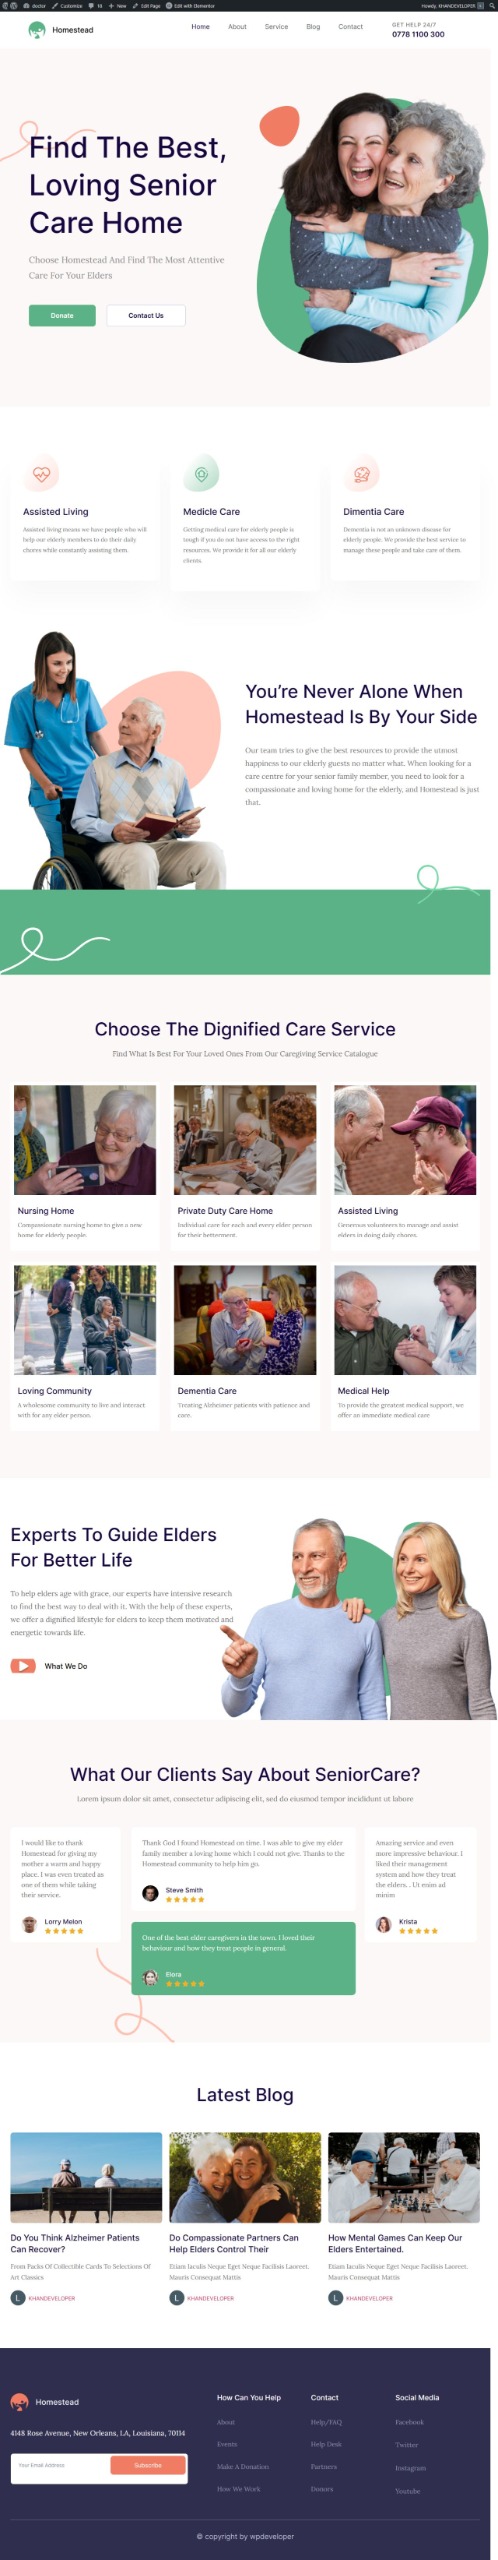 doctor Customize 18 New Edit Page Edit with Elementor Howdy, KHANDEVELOPER
Homestead
Home About Service Blog Contact
GET HELP 24/7
0778 1100 300
Find The Best,
Loving Senior
Care Home
Choose Homestead And Find The Most Attentive
Care For Your Elders
Donate Contact Us
Assisted Living
Assisted living means we have people who will
help our elderly members to do their daily
chores while constantly assisting them.
Medicle Care
Getting medical care for elderly people is
tough if you do not have access to the right
resources. We provide it for all our elderly
clients.
Dimentia Care
Dementia is not an unknown disease for
elderly people. We provide the best service to
manage these people and take care of them.
You're Never Alone When
Homestead Is By Your Side
Our team tries to give the best resources to provide the utmost
happiness to our elderly guests no matter what. When looking for a
care centre for your senior family member, you need to look for a
compassionate and loving home for the elderly, and Homestead is just
that.
Choose The Dignified Care Service
Find What Is Best For Your Loved Ones From Our Caregiving Service Catalogue
Nursing Home
Compassionate nursing home to give a new
home for elderly people.
Private Duty Care Home
Individual care for each and every elder person
for their betterment.
Assisted Living
Generous volunteers to manage and assist
elders in doing daily chores.
Loving Community
A wholesome community to live and interact
with for any elder person.
Dementia Care
Treating Alzheimer patients with patience and
care.
Medical Help
To provide the greatest medical support, we
offer an immediate medical care
Experts To Guide Elders
For Better Life
To help elders age with grace, our experts have intensive research
to find the best way to deal with it. With the help of these experts,
we offer a dignified lifestyle for elders to keep them motivated and
energetic towards life.
What We Do
What Our Clients Say About SeniorCare?
Lorem ipsum dolor sit amet, consectetur adipiscing elit, sed do eiusmod tempor incididunt ut labore
I would like to thank
Homestead for giving my
mother a warm and happy
place. I was even treated as
one of them while taking
their service.
Lorry Melon
Thank God I found Homestead on time. I was able to give my elder
family member a loving home which I could not give. Thanks to the
Homestead community to help him go.
Steve Smith
One of the best elder caregivers in the town. I loved their
behaviour and how they treat people in general.
Elora
Amazing service and even
more impressive behaviour. I
liked their management
system and how they treat
the elders. . Ut enim ad
minim
Krista
Latest Blog
Do You Think Alzheimer Patients
Can Recover?
From Packs Of Collectible Cards To Selections Of
Art Classics
L KHANDEVELOPER
Do Compassionate Partners Can
Help Elders Control Their
Etiam Iaculis Neque Eget Neque Facilisis Laoreet.
Mauris Consequat Mattis
L KHANDEVELOPER
How Mental Games Can Keep Our
Elders Entertained.
Etiam Iaculis Neque Eget Neque Facilisis Laoreet.
Mauris Consequat Mattis
L KHANDEVELOPER
Homestead
4148 Rose Avenue, New Orleans, LA, Louisiana, 70114
Your Email Address Subscribe
How Can You Help
About
Events
Make A Donation
How We Work
Contact
Help/FAQ
Help Desk
Partners
Donors
Social Media
Facebook
Twitter
Instagram
Youtube
© copyright by wpdeveloper